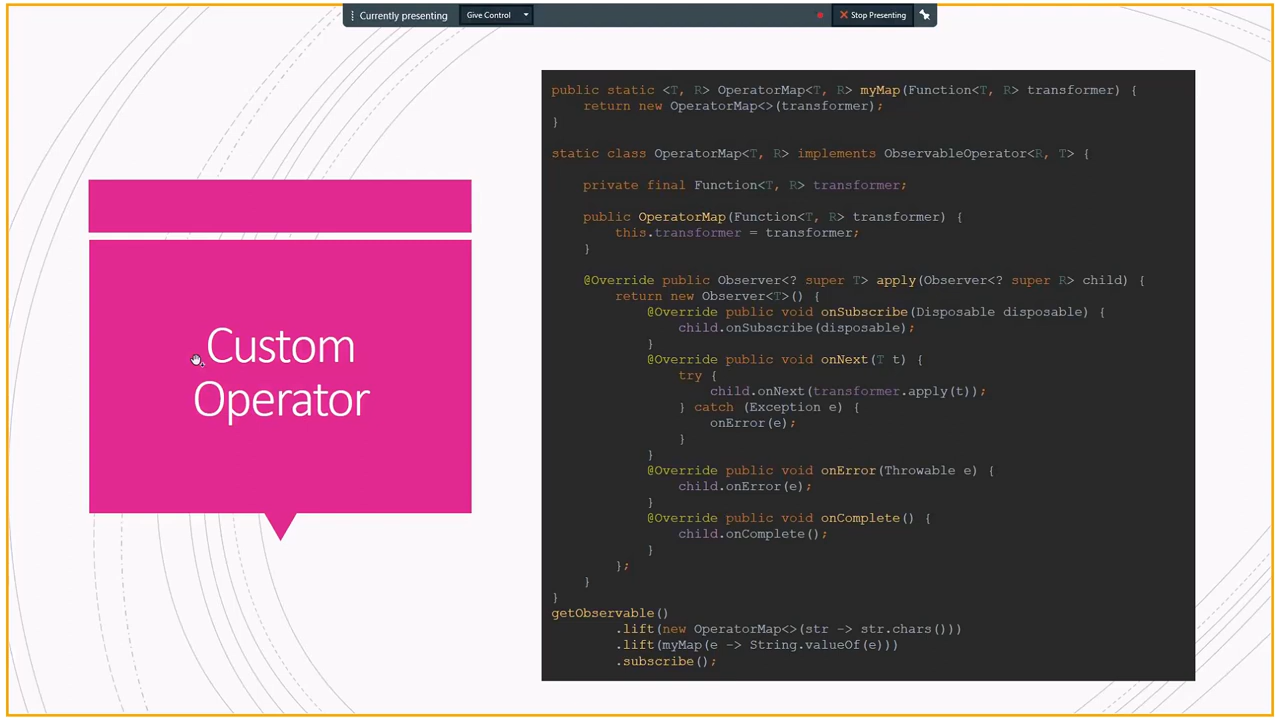 Currently presenting
Give Control
Stop Presenting
Custom
Operator
public static <T, R> OperatorMap<T, R> myMap(Function<T, R> transformer) {
return new OperatorMap<>(transformer);
}
static class OperatorMap<T, R> implements ObservableOperator<R, T> {
private final Function<T, R> transformer;
public OperatorMap(Function<T, R> transformer) {
this.transformer = transformer;
}
@Override public Observer<? super T> apply(Observer<? super R> child) {
return new Observer<T>() {
@Override public void onSubscribe(Disposable disposable) {
child.onSubscribe(disposable);
}
@Override public void onNext(T t) {
try {
child.onNext(transformer.apply(t));
} catch (Exception e) {
onError(e);
}
}
@Override public void onError(Throwable e) {
child.onError(e);
}
@Override public void onComplete() {
child.onComplete();
}
};
}
}
getObservable()
.lift(new OperatorMap<>(str -> str.chars()))
.lift(myMap(e -> String.valueOf(e)))
.subscribe();